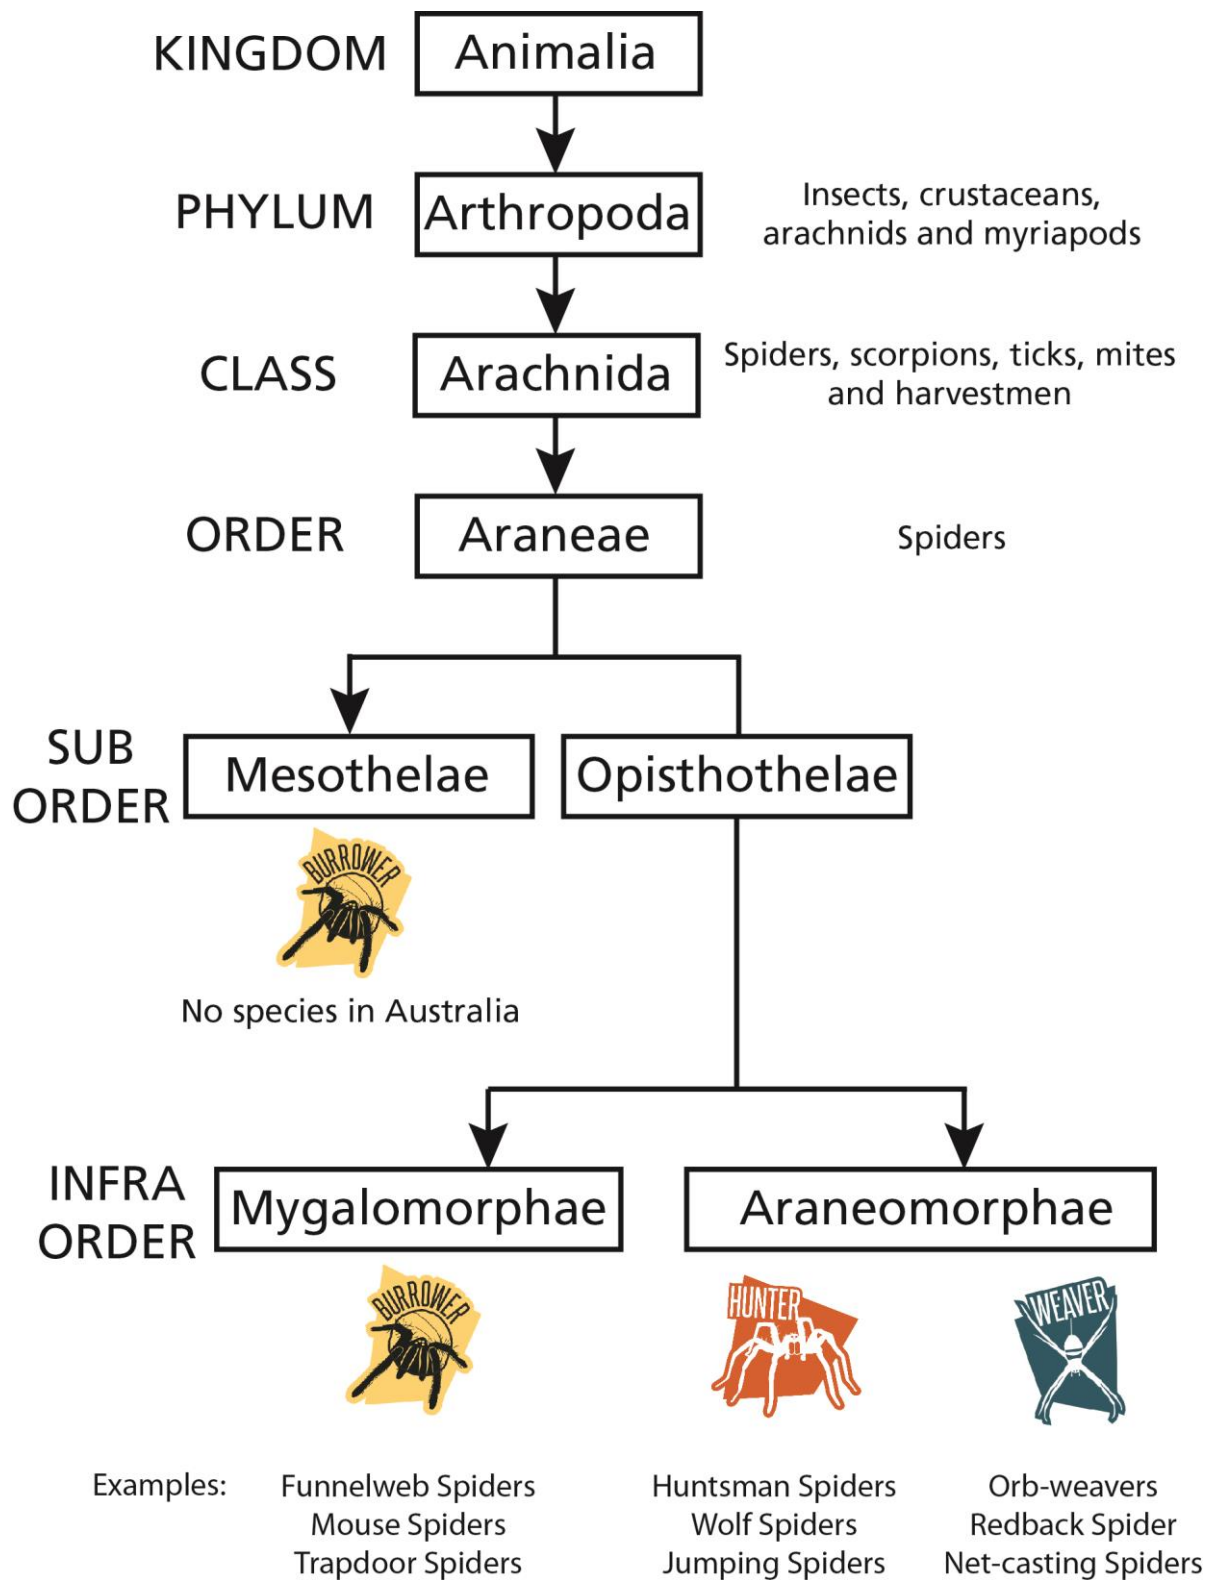 KINGDOM
Animalia
PHYLUM
Arthropoda
Insects, crustaceans,
arachnids and myriapods
CLASS
Arachnida
Spiders, scorpions, ticks, mites
and harvestmen
ORDER
Araneae
Spiders
SUB
ORDER
Mesothelae
Opisthothelae
BURROWER
No species in Australia
INFRA
ORDER
Mygalomorphae
Araneomorphae
BURROWER
HUNTER
WEAVER
Examples:
Funnelweb Spiders
Mouse Spiders
Trapdoor Spiders
Huntsman Spiders
Wolf Spiders
Jumping Spiders
Orb-weavers
Redback Spider
Net-casting Spiders